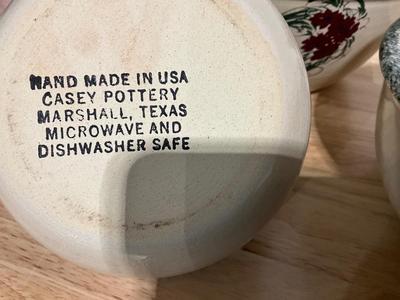 HAND MADE IN USA
CASEY POTTERY
MARSHALL, TEXAS
MICROWAVE AND
DISHWASHER SAFE